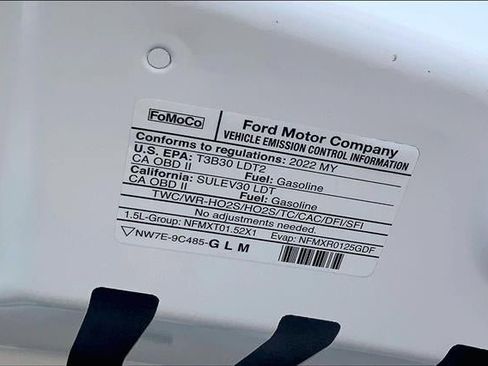 FoMoCo
Ford Motor Company
VEHICLE EMISSION CONTROL INFORMATION
Conforms to regulations: 2022 MY
U.S. EPA: T3B30 LDT2
CA OBD II Fuel: Gasoline
California: SULEV30 LDT
CA OBD II Fuel: Gasoline
TWC/WR-HO2S/HO2S/TC/CAC/DFI/SFI
No adjustments needed.
1.5L-Group: NFMXT01.52X1 Evap: NFMXR0125GDF
NW7E-9C485-GLM